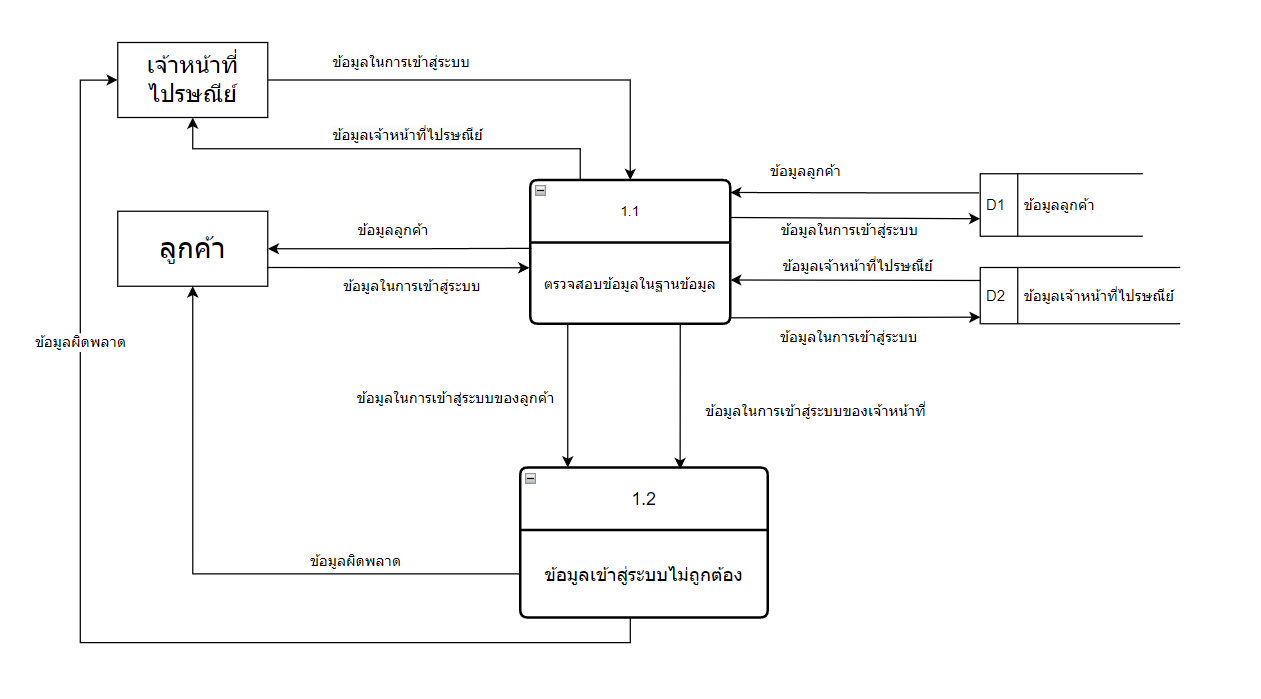 เจ้าหน้าที่
ไปรษณีย์
ข้อมูลในการเข้าสู่ระบบ
ข้อมูลเจ้าหน้าที่ไปรษณีย์
1.1
ตรวจสอบข้อมูลในฐานข้อมูล
ข้อมูลลูกค้า
D1
ข้อมูลลูกค้า
ข้อมูลในการเข้าสู่ระบบ
ลูกค้า
ข้อมูลลูกค้า
ข้อมูลในการเข้าสู่ระบบ
ข้อมูลเจ้าหน้าที่ไปรษณีย์
D2
ข้อมูลเจ้าหน้าที่ไปรษณีย์
ข้อมูลในการเข้าสู่ระบบ
ข้อมูลผิดพลาด
ข้อมูลในการเข้าสู่ระบบของลูกค้า
ข้อมูลในการเข้าสู่ระบบของเจ้าหน้าที่
1.2
ข้อมูลเข้าสู่ระบบไม่ถูกต้อง
ข้อมูลผิดพลาด